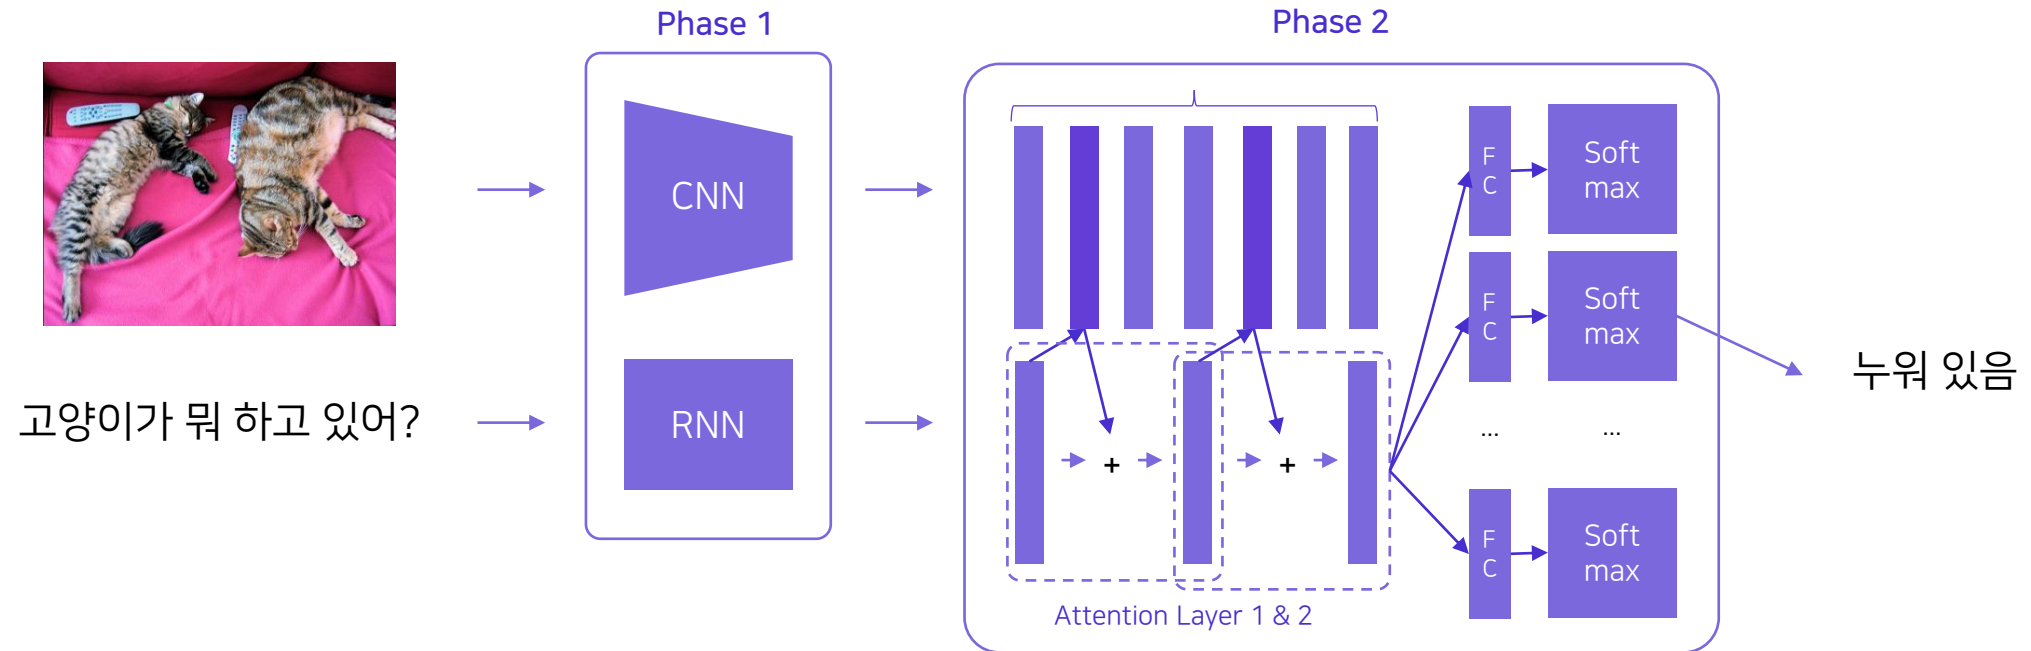 Phase 1
Phase 2
CNN
RNN
고양이가 뭐 하고 있어?
+
+
Attention Layer 1 & 2
F
C
Soft
max
F
C
Soft
max
...
...
F
C
Soft
max
누워 있음